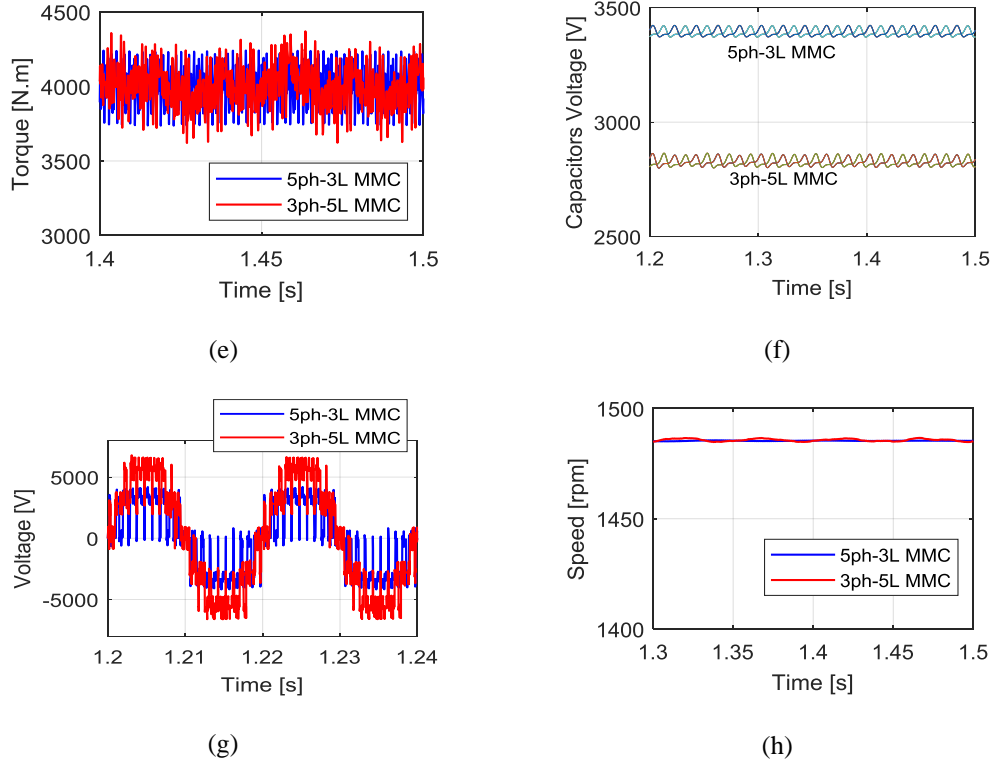 4500
4000
3500
3000
Torque [N.m]
5ph-3L MMC
3ph-5L MMC
1.4
1.45
1.5
Time [s]
(e)
3500
3000
2500
Capacitors Voltage [V]
5ph-3L MMC
3ph-5L MMC
1.2
1.3
1.4
1.5
Time [s]
(f)
5ph-3L MMC
3ph-5L MMC
5000
0
-5000
Voltage [V]
1.2
1.21
1.22
1.23
1.24
Time [s]
(g)
1500
1450
1400
Speed [rpm]
5ph-3L MMC
3ph-5L MMC
1.3
1.35
1.4
1.45
1.5
Time [s]
(h)